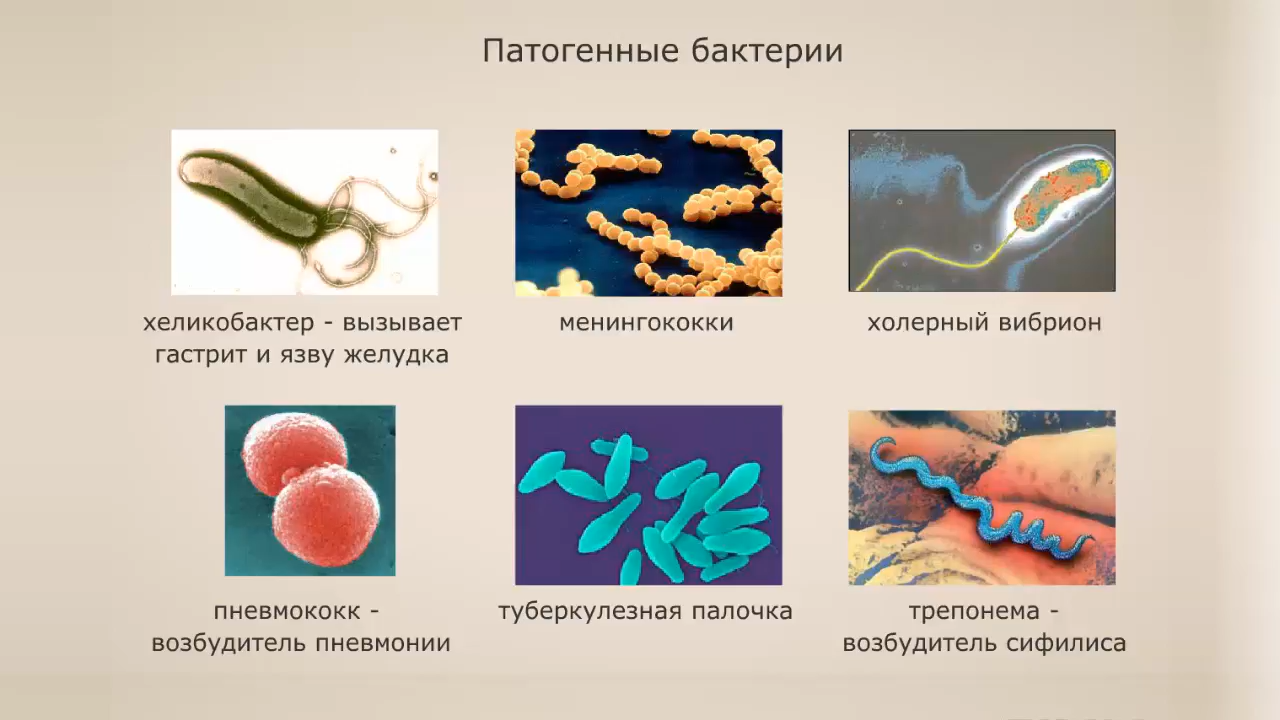 Патогенные бактерии
хеликобактер - вызывает
гастрит и язву желудка
менингококки
холерный вибрион
пневмококк -
возбудитель пневмонии
туберкулезная палочка
трепонема -
возбудитель сифилиса